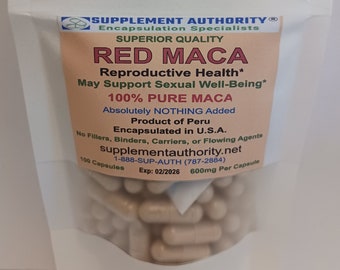 SUPPLEMENT AUTHORITY®
Encapsulation Specialists
SUPERIOR QUALITY
RED MACA
Reproductive Health*
May Support Sexual Well-Being*
100% PURE MACA
Absolutely NOTHING Added
Product of Peru
Encapsulated in U.S.A.
No Fillers, Binders, Carriers, or Flowing Agents
supplementauthority.net
1-888-SUP-AUTH (787-2884)
100 Capsules
Exp: 02/2026
600mg Per Capsule